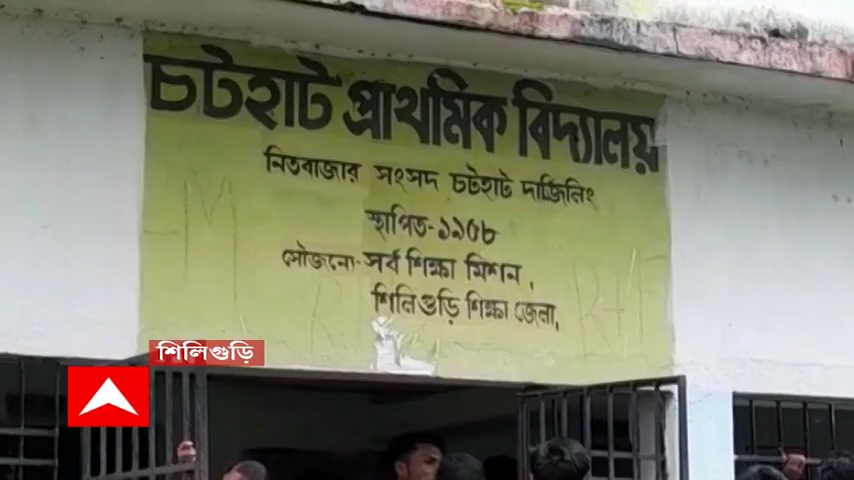 চটহাট প্রাথমিক বিদ্যালয়
নিতবাজার সংসদ চটহাট দার্জিলিং
স্থাপিত-১৯৫৮
সৌজন্যে- সর্ব শিক্ষা মিশন,
শিলিগুড়ি শিক্ষা জেলা,
-M
R
R+F
শিলিগুড়ি